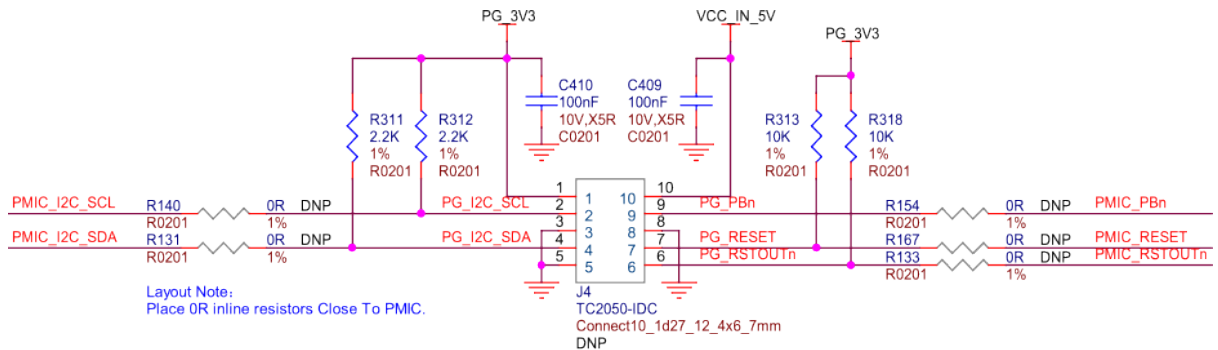 PG_3V3
VCC_IN_5V
PG_3V3
C410
100nF
10V,X5R
C0201
C409
100nF
10V,X5R
C0201
R311
2.2K
1%
R0201
R312
2.2K
1%
R0201
R313
10K
1%
R0201
R318
10K
1%
R0201
PMIC_I2C_SCL
R140
R0201
0R
1%
DNP
PG_I2C_SCL
PMIC_I2C_SDA
R131
R0201
0R
1%
DNP
PG_I2C_SDA
1
2
3
4
5
1
2
3
4
5
10
9
8
7
6
10
9
8
7
6
PG_PBn
R154
R0201
0R
1%
DNP
PMIC_PBn
PG_RESET
R167
0R
DNP
PMIC_RESET
PG_RSTOUTn
R133
R0201
0R
1%
DNP
PMIC_RSTOUTn
J4
TC2050-IDC
Connect10_1d27_12_4x6_7mm
DNP
Layout Note:
Place 0R inline resistors Close To PMIC.